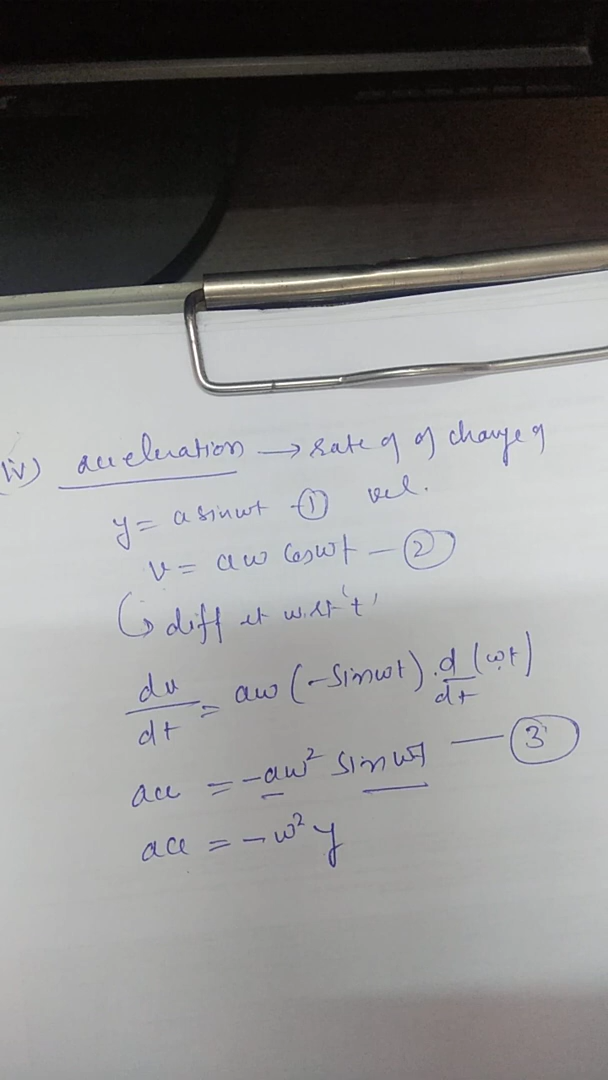 (iv) acceleration → rate of of change of
vel.
y = a sinωt – ①
v = aω cosωt – ②
↳ diff it w.r.t 't'
dv/dt = aω (–sinωt) . d/dt (ωt)
acc = –aω² sinωt — ③
acc = –ω² y